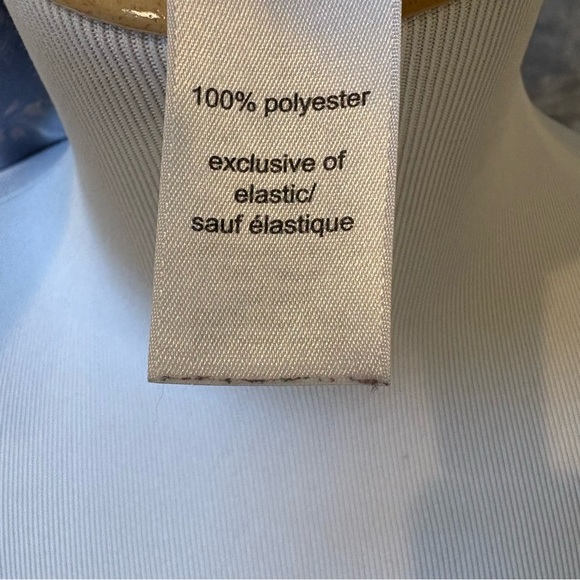 100% polyester
exclusive of
elastic/
sauf élastique